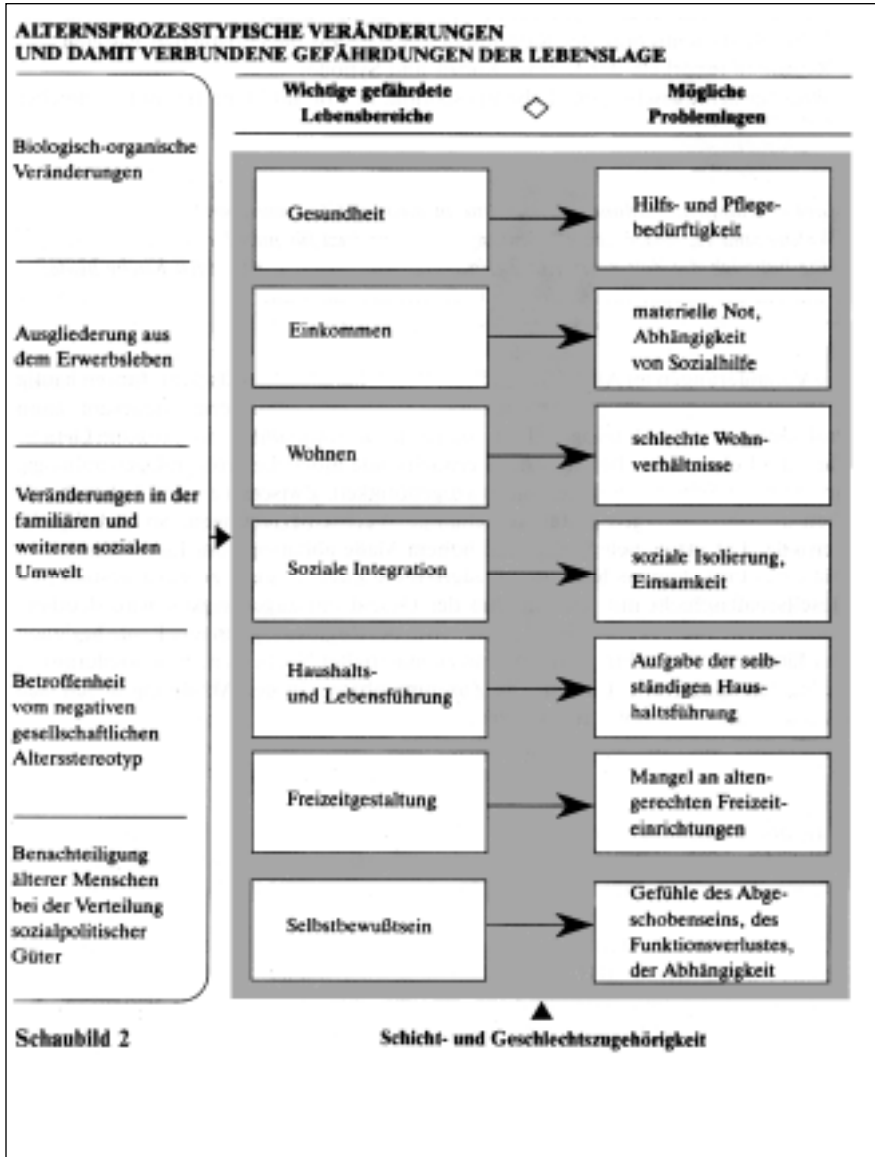 ALTERNSPROZESSTYPISCHE VERÄNDERUNGEN
UND DAMIT VERBUNDENE GEFÄHRDUNGEN DER LEBENSLAGE
Biologisch-organische
Veränderungen
Ausgliederung aus
dem Erwerbsleben
Veränderungen in der
familiären und
weiteren sozialen
Umwelt
Betroffenheit
vom negativen
gesellschaftlichen
Altersstereotyp
Benachteiligung
älterer Menschen
bei der Verteilung
sozialpolitischer
Güter
Wichtige gefährdete
Lebensbereiche
Mögliche
Problemlagen
Gesundheit
Hilfs- und Pflege-
bedürftigkeit
Einkommen
materielle Not,
Abhängigkeit
von Sozialhilfe
Wohnen
schlechte Wohn-
verhältnisse
Soziale Integration
soziale Isolierung,
Einsamkeit
Haushalts-
und Lebensführung
Aufgabe der selb-
ständigen Haus-
haltsführung
Freizeitgestaltung
Mangel an alten-
gerechten Freizeit-
einrichtungen
Selbstbewußtsein
Gefühle des Abge-
schobenseins, des
Funktionsverlustes,
der Abhängigkeit
Schaubild 2
Schicht- und Geschlechtszugehörigkeit